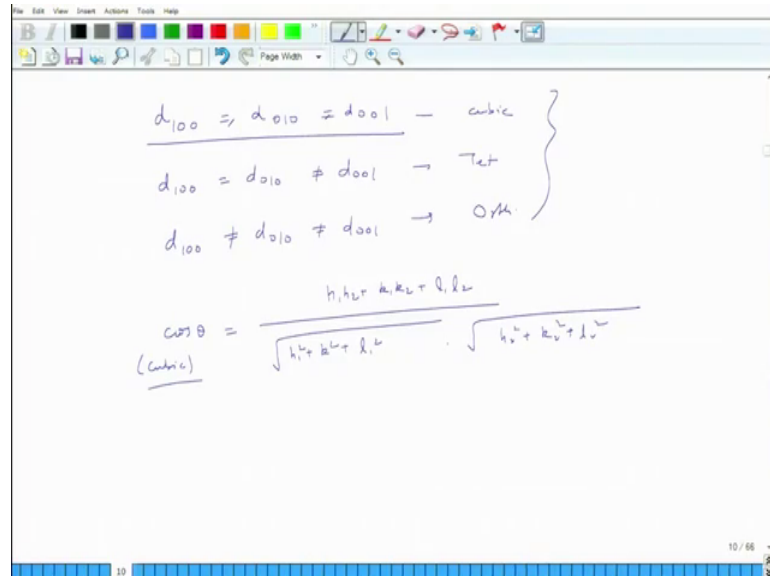 File Edit View Insert Actions Tools Help
B I
Page Width
d₁₀₀ =, d₀₁₀ = d₀₀₁ — cubic
d₁₀₀ = d₀₁₀ ≠ d₀₀₁ → Tet
d₁₀₀ ≠ d₀₁₀ ≠ d₀₀₁ → Orth.
h₁h₂ + k₁k₂ + l₁l₂
cos θ =
√h₁² + k² + l₁² . √h₂² + k₂² + l₂²
(cubic)
10 / 66
10